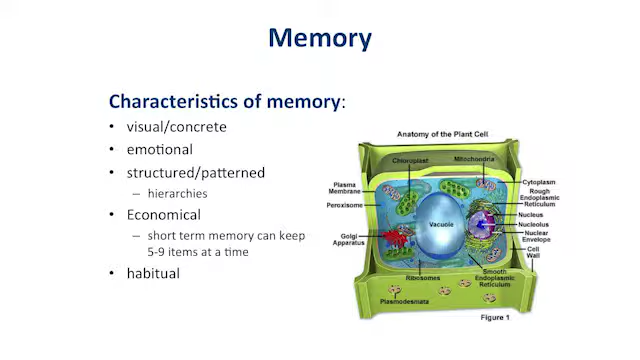 Memory
Characteristics of memory:
• visual/concrete
• emotional
• structured/patterned
– hierarchies
• Economical
– short term memory can keep
5-9 items at a time
• habitual
Anatomy of the Plant Cell
Chloroplast
Mitochondria
Plasma
Membrane
Peroxisome
Golgi
Apparatus
Vacuole
Cytoplasm
Rough
Endoplasmic
Reticulum
Nucleus
Nucleolus
Nuclear
Envelope
Cell
Wall
Ribosomes
Smooth
Endoplasmic
Reticulum
Plasmodesmata
Figure 1